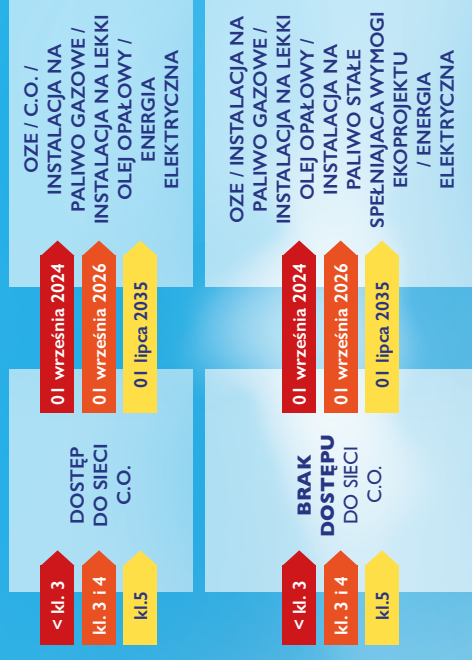 < kl. 3
kl. 3 i 4
kl.5
DOSTĘP
DO SIECI
C.O.
01 września 2024
01 września 2026
01 lipca 2035
OZE / C.O. /
INSTALACJA NA
PALIWO GAZOWE /
INSTALACJA NA LEKKI
OLEJ OPAŁOWY /
ENERGIA
ELEKTRYCZNA
< kl. 3
kl. 3 i 4
kl.5
BRAK
DOSTĘPU
DO SIECI
C.O.
01 września 2024
01 września 2026
01 lipca 2035
OZE / INSTALACJA NA
PALIWO GAZOWE /
INSTALACJA NA LEKKI
OLEJ OPAŁOWY /
INSTALACJA NA
PALIWO STAŁE
SPEŁNIAJACA WYMOGI
EKOPROJEKTU
/ ENERGIA
ELEKTRYCZNA